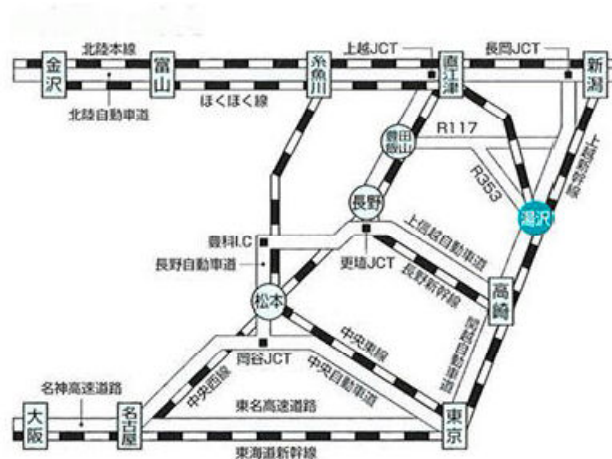 北陸本線
上越JCT
長岡JCT
金沢
富山
糸魚川
直江津
新潟
北陸自動車道
ほくほく線
豊田
飯山
R117
R353
上越新幹線
長野
湯沢
豊科I.C
上信越自動車道
長野自動車道
更埴JCT
長野新幹線
高崎
松本
中央東線
関越自動車道
岡谷JCT
中央西線
中央自動車道
名神高速道路
東名高速道路
大阪
名古屋
東京
東海道新幹線